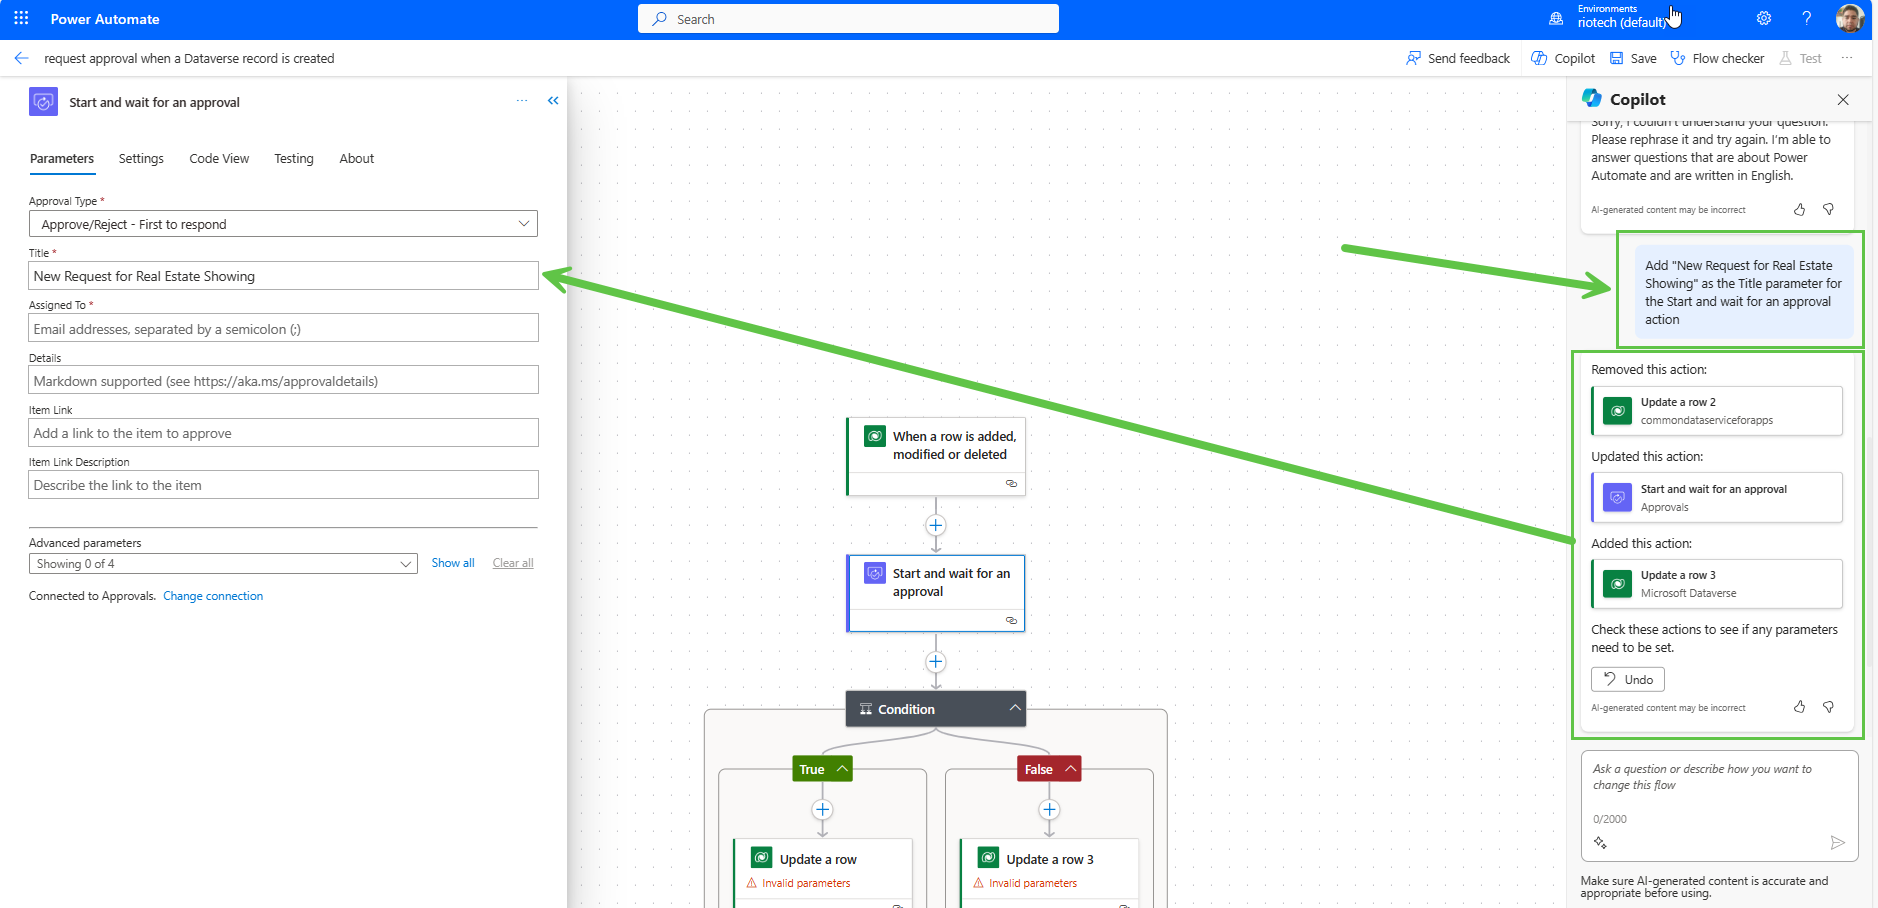 Power Automate
Search
Environments
riotech (default)
request approval when a Dataverse record is created
Send feedback
Copilot
Save
Flow checker
Test
Start and wait for an approval
Parameters
Settings
Code View
Testing
About
Approval Type *
Approve/Reject - First to respond
Title *
New Request for Real Estate Showing
Assigned To *
Email addresses, separated by a semicolon (;)
Details
Markdown supported (see https://aka.ms/approvaldetails)
Item Link
Add a link to the item to approve
Item Link Description
Describe the link to the item
Advanced parameters
Showing 0 of 4
Show all
Clear all
Connected to Approvals. Change connection
When a row is added,
modified or deleted
Start and wait for an
approval
Condition
True
False
Update a row
Invalid parameters
Update a row 3
Invalid parameters
Copilot
Sorry, I couldn't understand your question.
Please rephrase it and try again. I'm able to
answer questions that are about Power
Automate and are written in English.
AI-generated content may be incorrect
Add "New Request for Real Estate
Showing" as the Title parameter for
the Start and wait for an approval
action
Removed this action:
Update a row 2
commondataserviceforapps
Updated this action:
Start and wait for an approval
Approvals
Added this action:
Update a row 3
Microsoft Dataverse
Check these actions to see if any parameters
need to be set.
Undo
AI-generated content may be incorrect
Ask a question or describe how you want to
change this flow
0/2000
Make sure AI-generated content is accurate and
appropriate before using.